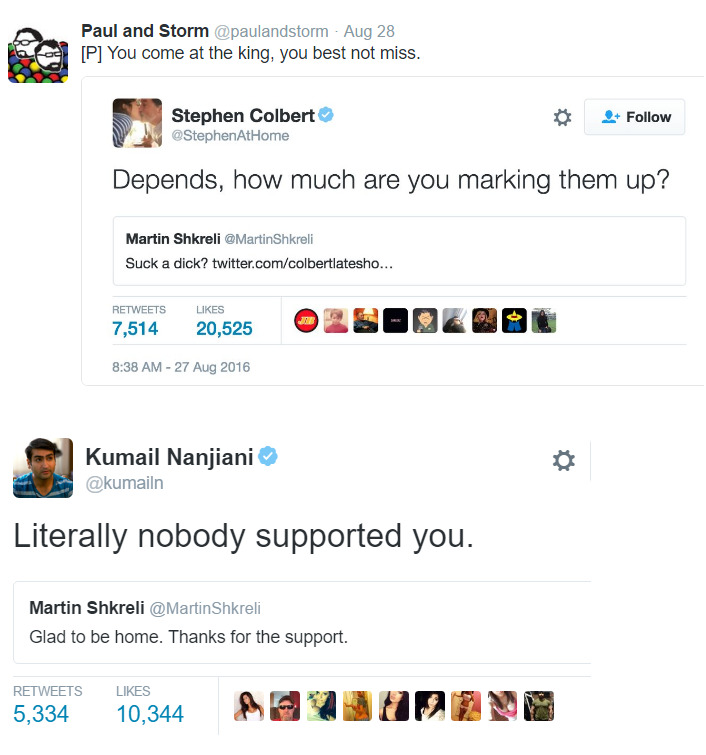 Paul and Storm @paulandstorm · Aug 28
[P] You come at the king, you best not miss.
Stephen Colbert
@StephenAtHome
Follow
Depends, how much are you marking them up?
Martin Shkreli @MartinShkreli
Suck a dick? twitter.com/colbertlatesho...
RETWEETS LIKES
7,514 20,525
8:38 AM - 27 Aug 2016
Kumail Nanjiani
@kumailn
Literally nobody supported you.
Martin Shkreli @MartinShkreli
Glad to be home. Thanks for the support.
RETWEETS LIKES
5,334 10,344